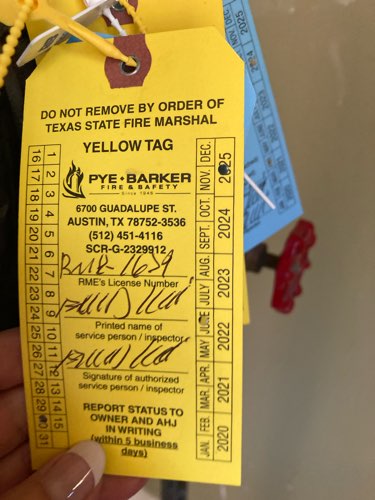 DO NOT REMOVE BY ORDER OF
TEXAS STATE FIRE MARSHAL
YELLOW TAG
PYE•BARKER
FIRE & SAFETY
Since 1946
6700 GUADALUPE ST.
AUSTIN, TX 78752-3536
(512) 451-4116
SCR-G-2329912
RME's License Number
Printed name of
service person / inspector
Signature of authorized
service person / inspector
REPORT STATUS TO
OWNER AND AHJ
IN WRITING
(within 5 business
days)
1 2 3 4 5 6 7 8 9 10 11 12 13 14 15
16 17 18 19 20 21 22 23 24 25 26 27 28 29 31
JAN. FEB. MAR. APR. MAY JUNE JULY AUG. SEPT. OCT. NOV. DEC.
2020 2021 2022 2023 2024 2025